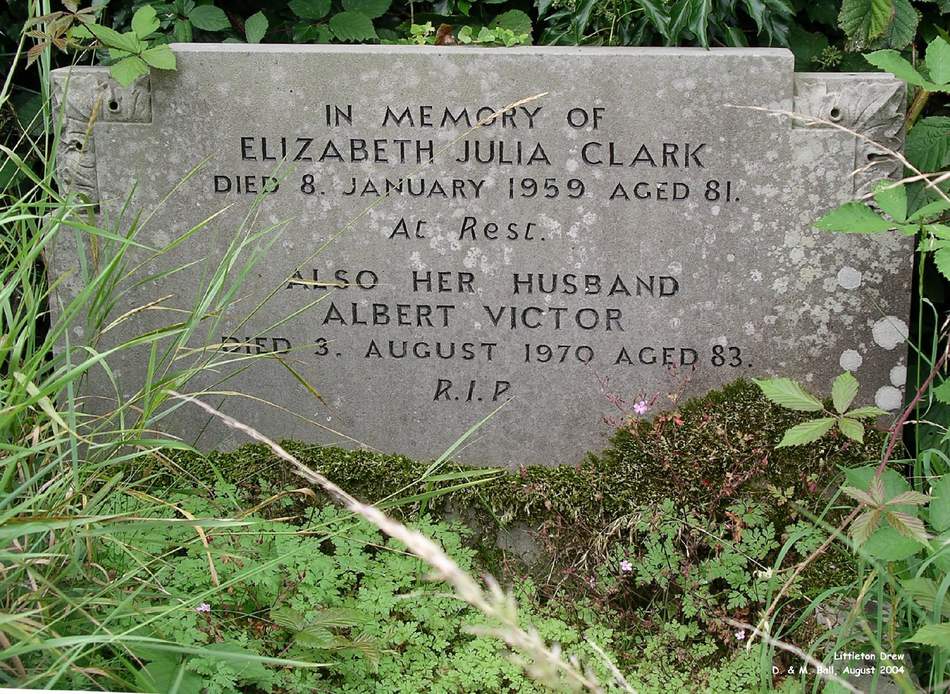 IN MEMORY OF
ELIZABETH JULIA CLARK
DIED 8. JANUARY 1959 AGED 81.
At Rest.
ALSO HER HUSBAND
ALBERT VICTOR
DIED 3. AUGUST 1970 AGED 83.
R.I.P.
Littleton Drew
D. & M. Ball, August 2004